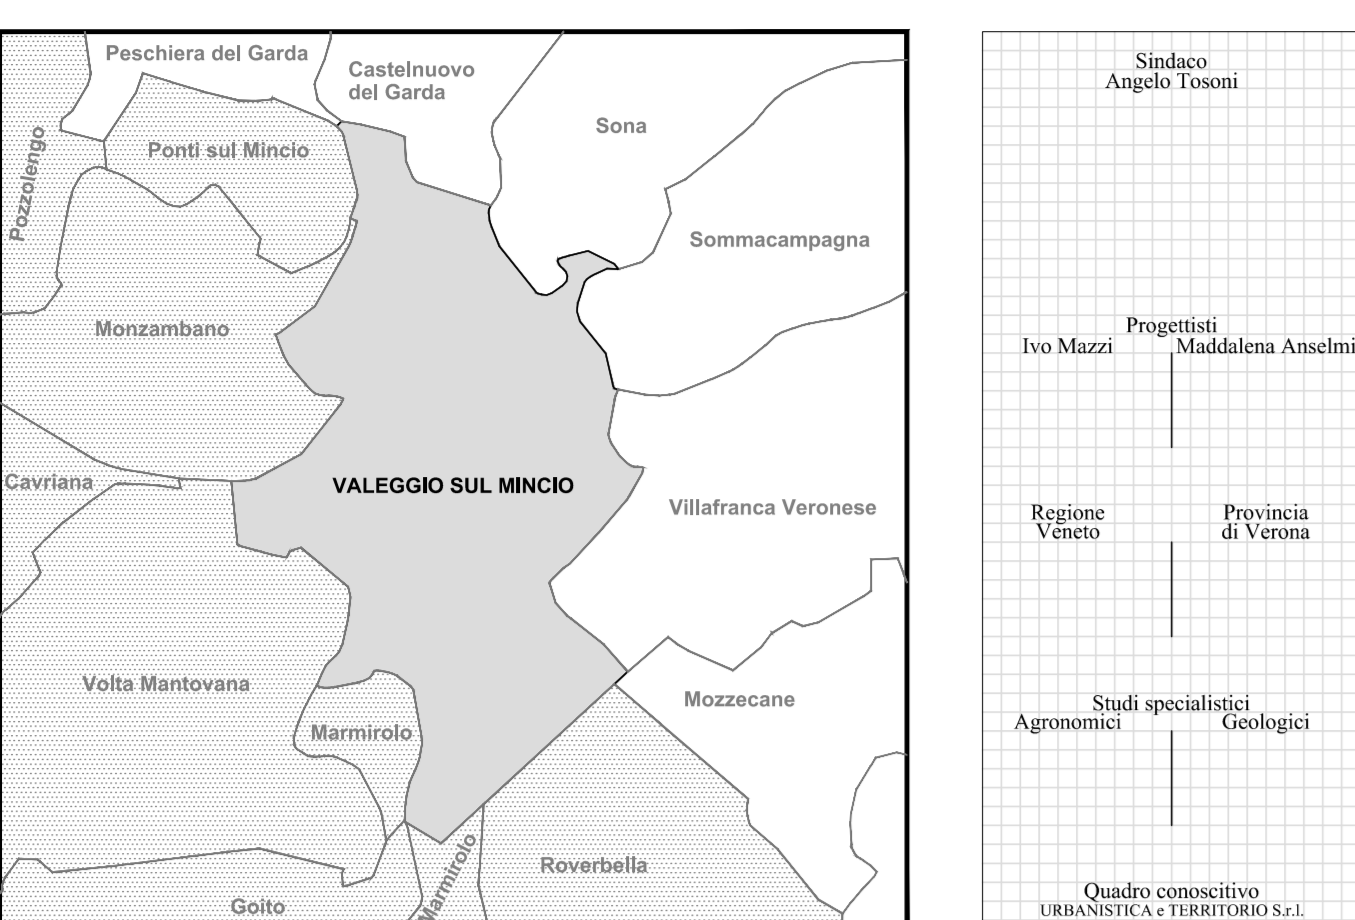 Peschiera del Garda
Castelnuovo
del Garda
Sona
Pozzolengo
Ponti sul Mincio
Sommacampagna
Monzambano
Cavriana
VALEGGIO SUL MINCIO
Villafranca Veronese
Volta Mantovana
Mozzecane
Marmirolo
Roverbella
Marmirolo
Goito
Sindaco
Angelo Tosoni
Progettisti
Ivo Mazzi
Maddalena Anselmi
Regione
Veneto
Provincia
di Verona
Studi specialistici
Agronomici
Geologici
Quadro conoscitivo
URBANISTICA e TERRITORIO S.r.l.